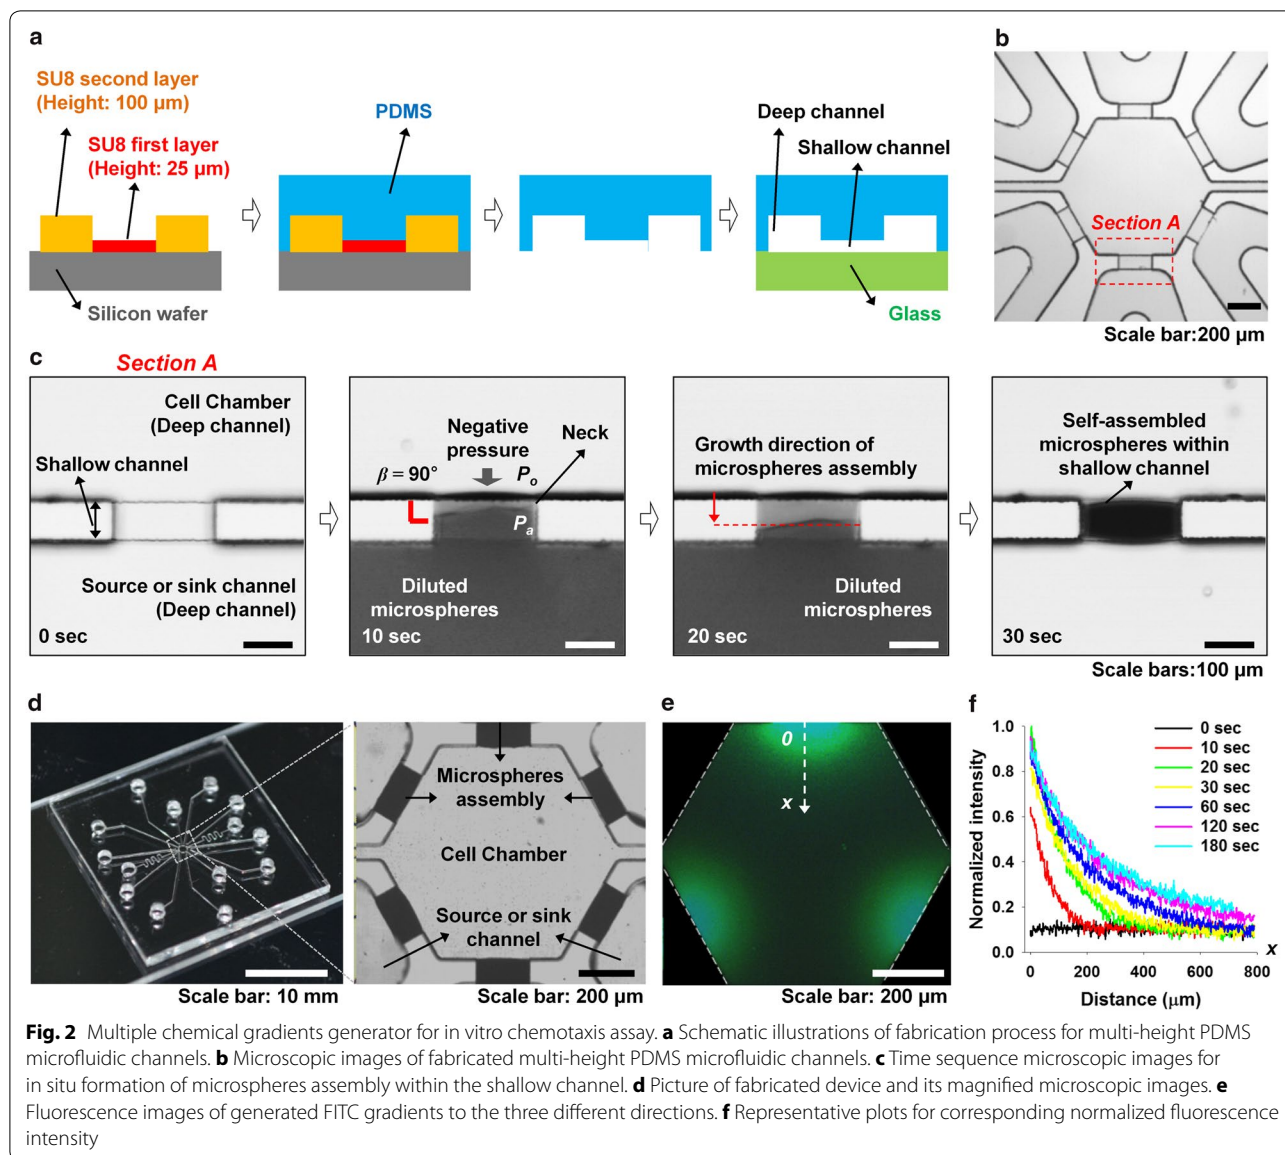 a
SU8 second layer
(Height: 100 µm)
SU8 first layer
(Height: 25 µm)
Silicon wafer
PDMS
Deep channel
Shallow channel
Glass
b
Section A
Scale bar:200 µm
c
Section A
Cell Chamber
(Deep channel)
Shallow channel
Source or sink channel
(Deep channel)
0 sec
Negative
pressure
Neck
β = 90°
Po
Pa
Diluted
microspheres
10 sec
Growth direction of
microspheres assembly
Diluted
microspheres
20 sec
Self-assembled
microspheres within
shallow channel
30 sec
Scale bars:100 µm
d
Scale bar: 10 mm
Microspheres
assembly
Cell Chamber
Source or sink
channel
Scale bar: 200 µm
e
0
x
Scale bar: 200 µm
f
Normalized intensity
1.0
0.8
0.6
0.4
0.2
0.0
0 sec
10 sec
20 sec
30 sec
60 sec
120 sec
180 sec
0 200 400 600 800
x
Distance (µm)
Fig. 2 Multiple chemical gradients generator for in vitro chemotaxis assay. a Schematic illustrations of fabrication process for multi-height PDMS
microfluidic channels. b Microscopic images of fabricated multi-height PDMS microfluidic channels. c Time sequence microscopic images for
in situ formation of microspheres assembly within the shallow channel. d Picture of fabricated device and its magnified microscopic images. e
Fluorescence images of generated FITC gradients to the three different directions. f Representative plots for corresponding normalized fluorescence
intensity